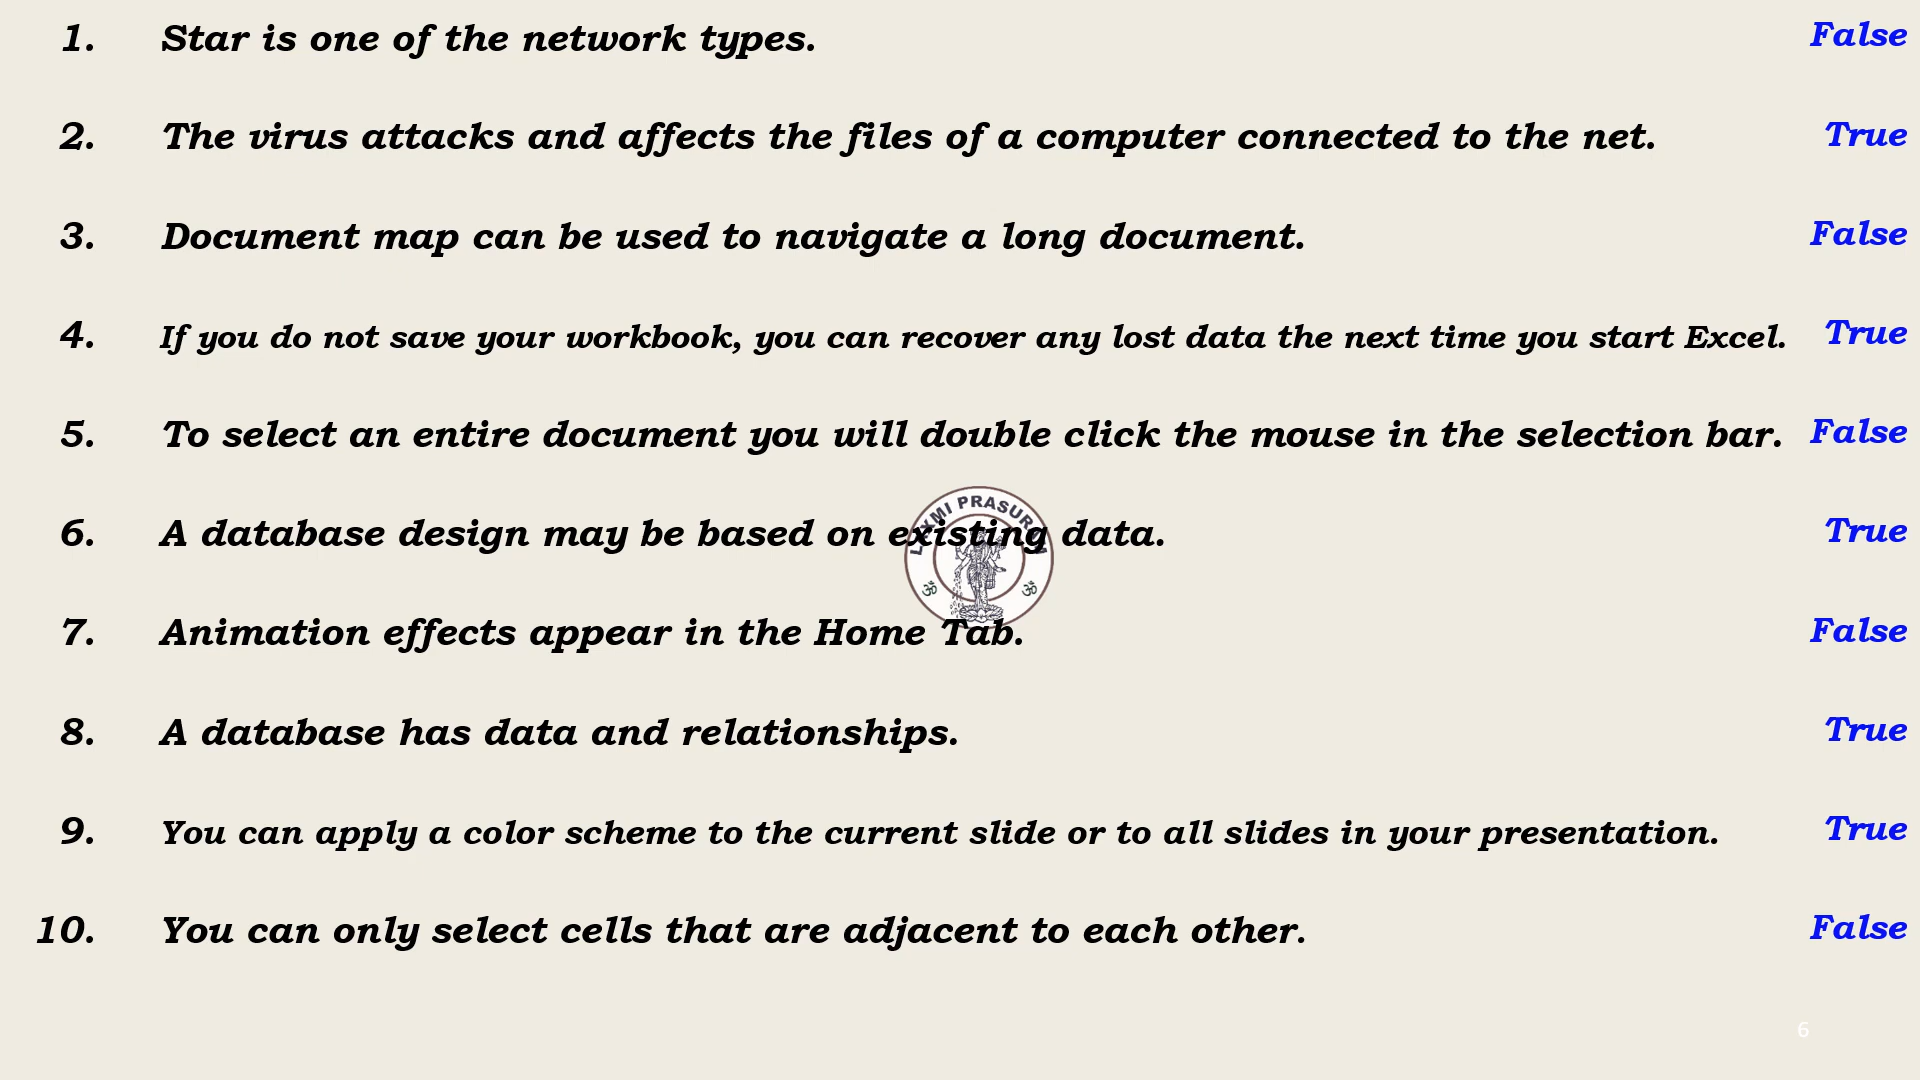 1. Star is one of the network types. False
2. The virus attacks and affects the files of a computer connected to the net. True
3. Document map can be used to navigate a long document. False
4. If you do not save your workbook, you can recover any lost data the next time you start Excel. True
5. To select an entire document you will double click the mouse in the selection bar. False
6. A database design may be based on existing data. True
LAXMI PRASUROM
ॐ ॐ
7. Animation effects appear in the Home Tab. False
8. A database has data and relationships. True
9. You can apply a color scheme to the current slide or to all slides in your presentation. True
10. You can only select cells that are adjacent to each other. False
6